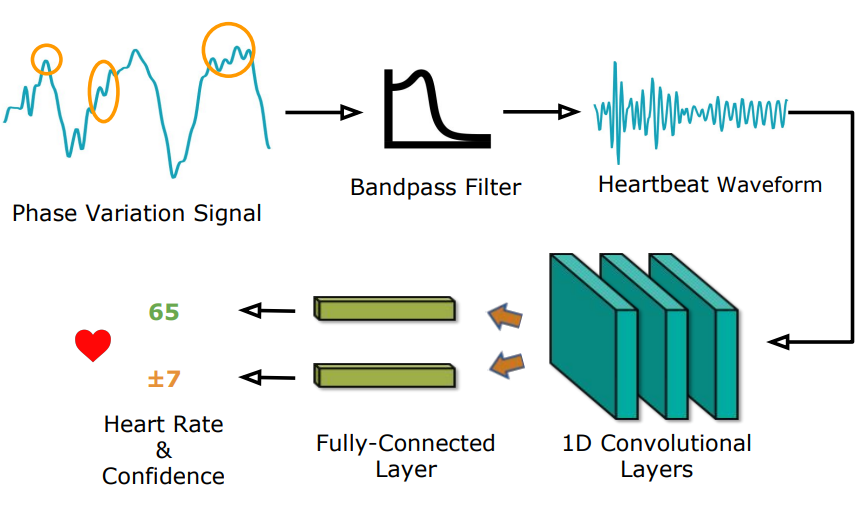 Phase Variation Signal
Bandpass Filter
Heartbeat Waveform
65
±7
Heart Rate
&
Confidence
Fully-Connected
Layer
1D Convolutional
Layers